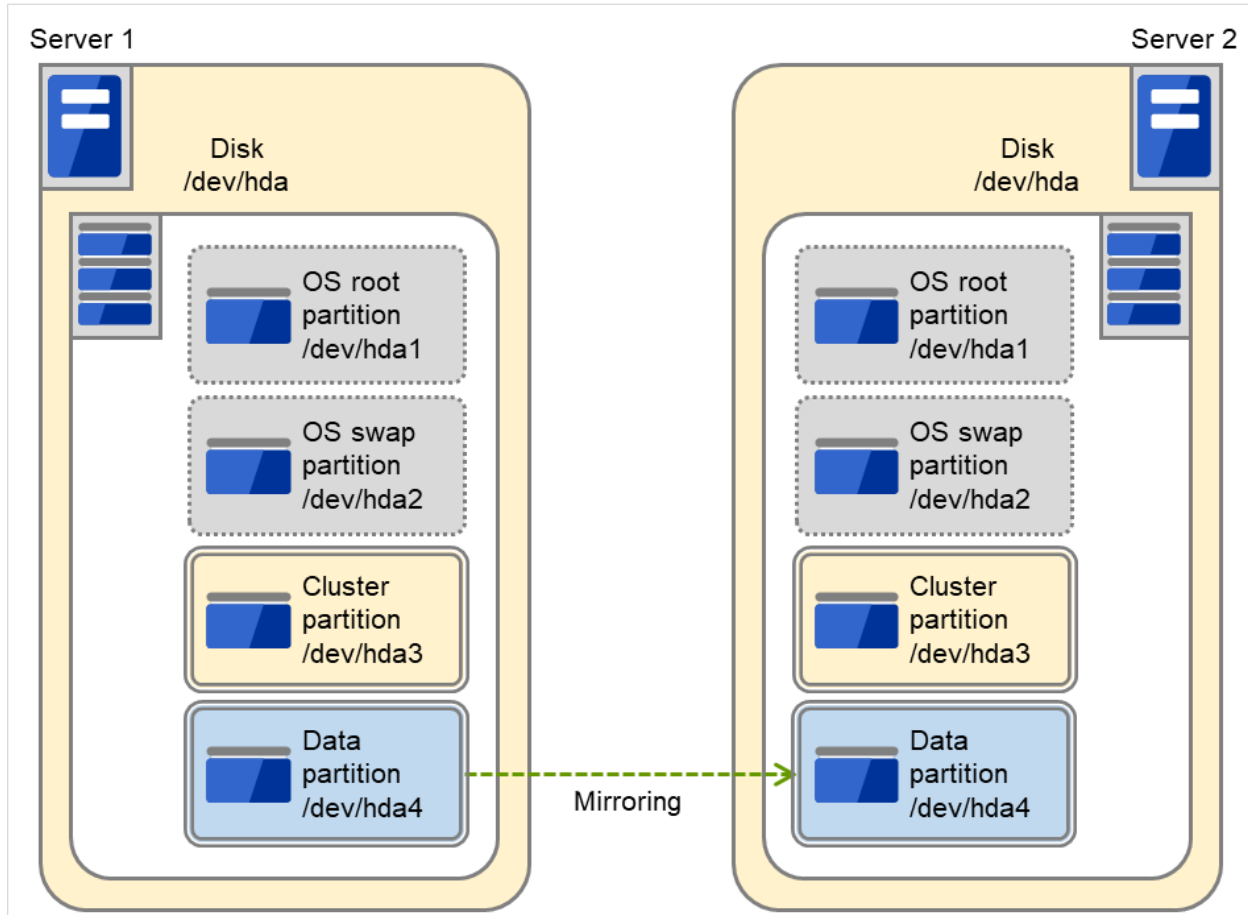 Server 1
Server 2
Disk
/dev/hda
Disk
/dev/hda
OS root
partition
/dev/hda1
OS root
partition
/dev/hda1
OS swap
partition
/dev/hda2
OS swap
partition
/dev/hda2
Cluster
partition
/dev/hda3
Cluster
partition
/dev/hda3
Data
partition
/dev/hda4
Mirroring
Data
partition
/dev/hda4